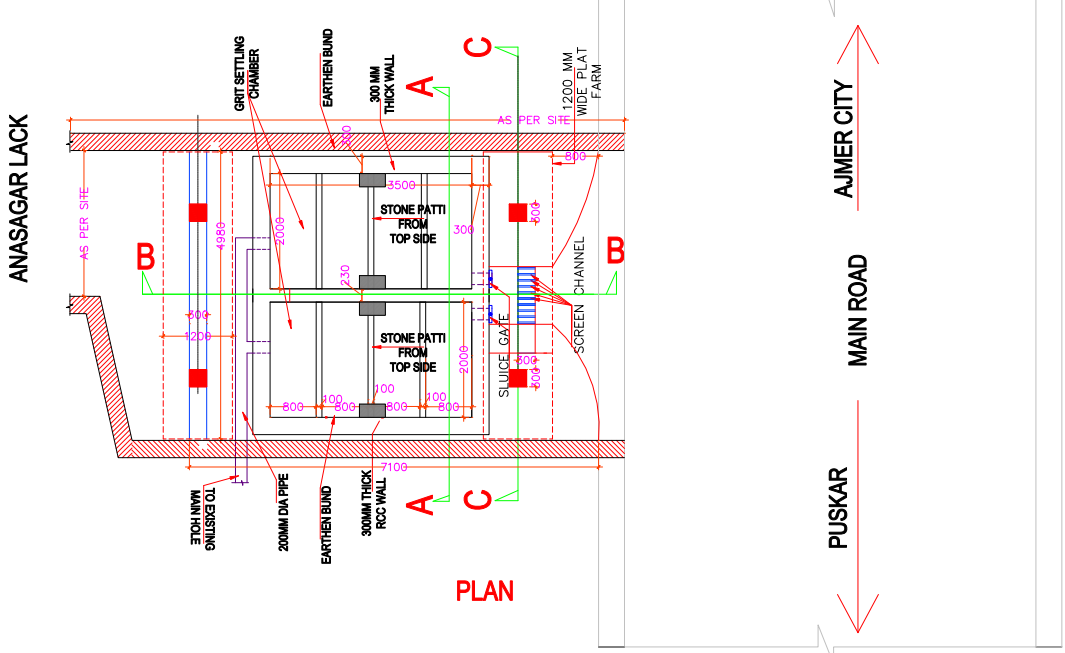 ANASAGAR LACK
GRIT SETTLING
CHAMBER
EARTHEN BUND
300 MM
THICK WALL
A
C
1200 MM
WIDE PLAT
FARM
AS PER SITE
AS PER SITE
300
800
3500
4980
2000
STONE PATTI
FROM
TOP SIDE
300
300
B
B
230
300
1200
STONE PATTI
FROM
TOP SIDE
2000
SLUICE GATE
SCREEN CHANNEL
300
300
100
100
100
800
800
800
800
7100
TO EXISTING
MAIN HOLE
200MM DIA PIPE
EARTHEN BUND
300MM THICK
RCC WALL
A
C
PLAN
AJMER CITY
MAIN ROAD
PUSKAR